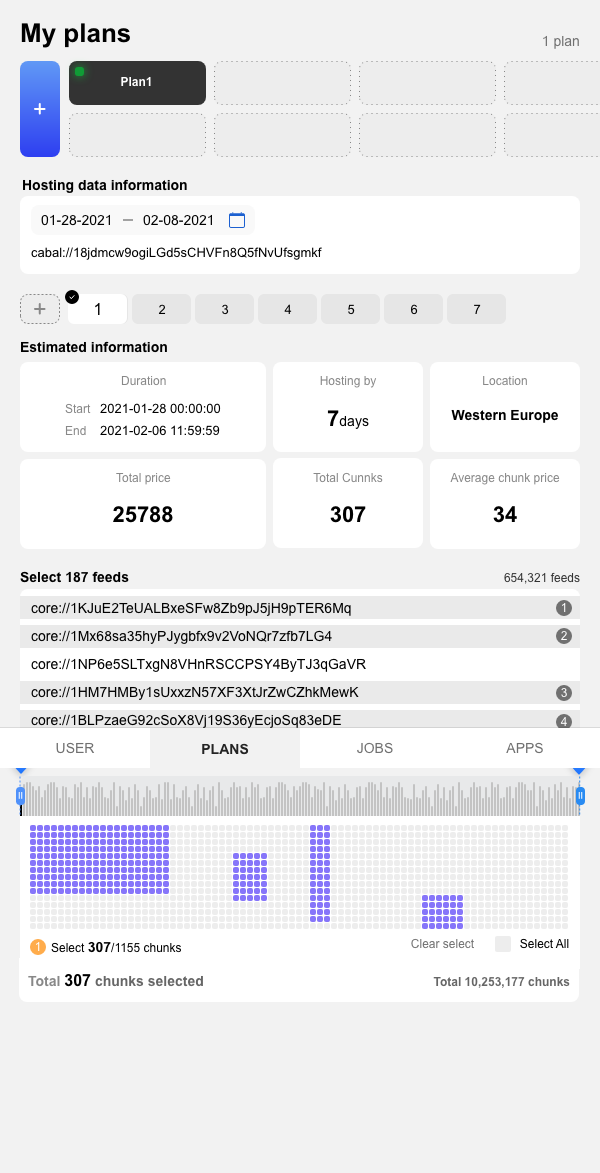 My plans
1 plan
+
Plan1
Hosting data information
01-28-2021 — 02-08-2021
cabal://18jdmcw9ogiLGd5sCHVFn8Q5fNvUfsgmkf
+ 1 2 3 4 5 6 7
Estimated information
Duration
Start 2021-01-28 00:00:00
End 2021-02-06 11:59:59
Hosting by
7days
Location
Western Europe
Total price
25788
Total Cunnks
307
Average chunk price
34
Select 187 feeds
654,321 feeds
core://1KJuE2TeUALBxeSFw8Zb9pJ5jH9pTER6Mq 1
core://1Mx68sa35hyPJygbfx9v2VoNQr7zfb7LG4 2
core://1NP6e5SLTxgN8VHnRSCCPSY4ByTJ3qGaVR
core://1HM7HMBy1sUxxzN57XF3XtJrZwCZhkMewK 3
core://1BLPzaeG92cSoX8Vj19S36yEcjoSq83eDE 4
USER PLANS JOBS APPS
1 Select 307/1155 chunks
Clear select
Select All
Total 307 chunks selected
Total 10,253,177 chunks